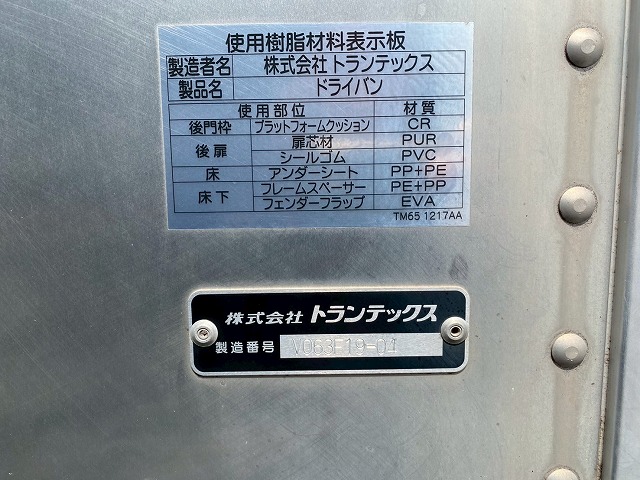 使用樹脂材料表示板
製造者名 株式会社 トランテックス
製品名 ドライバン
使用部位 材質
後門枠 プラットフォームクッション CR
後扉 扉芯材 PUR
シールゴム PVC
床 アンダーシート PP+PE
床下 フレームスペーサー PE+PP
フェンダーフラップ EVA
TM65 1217AA
株式会社 トランテックス
製造番号 V063F19-04